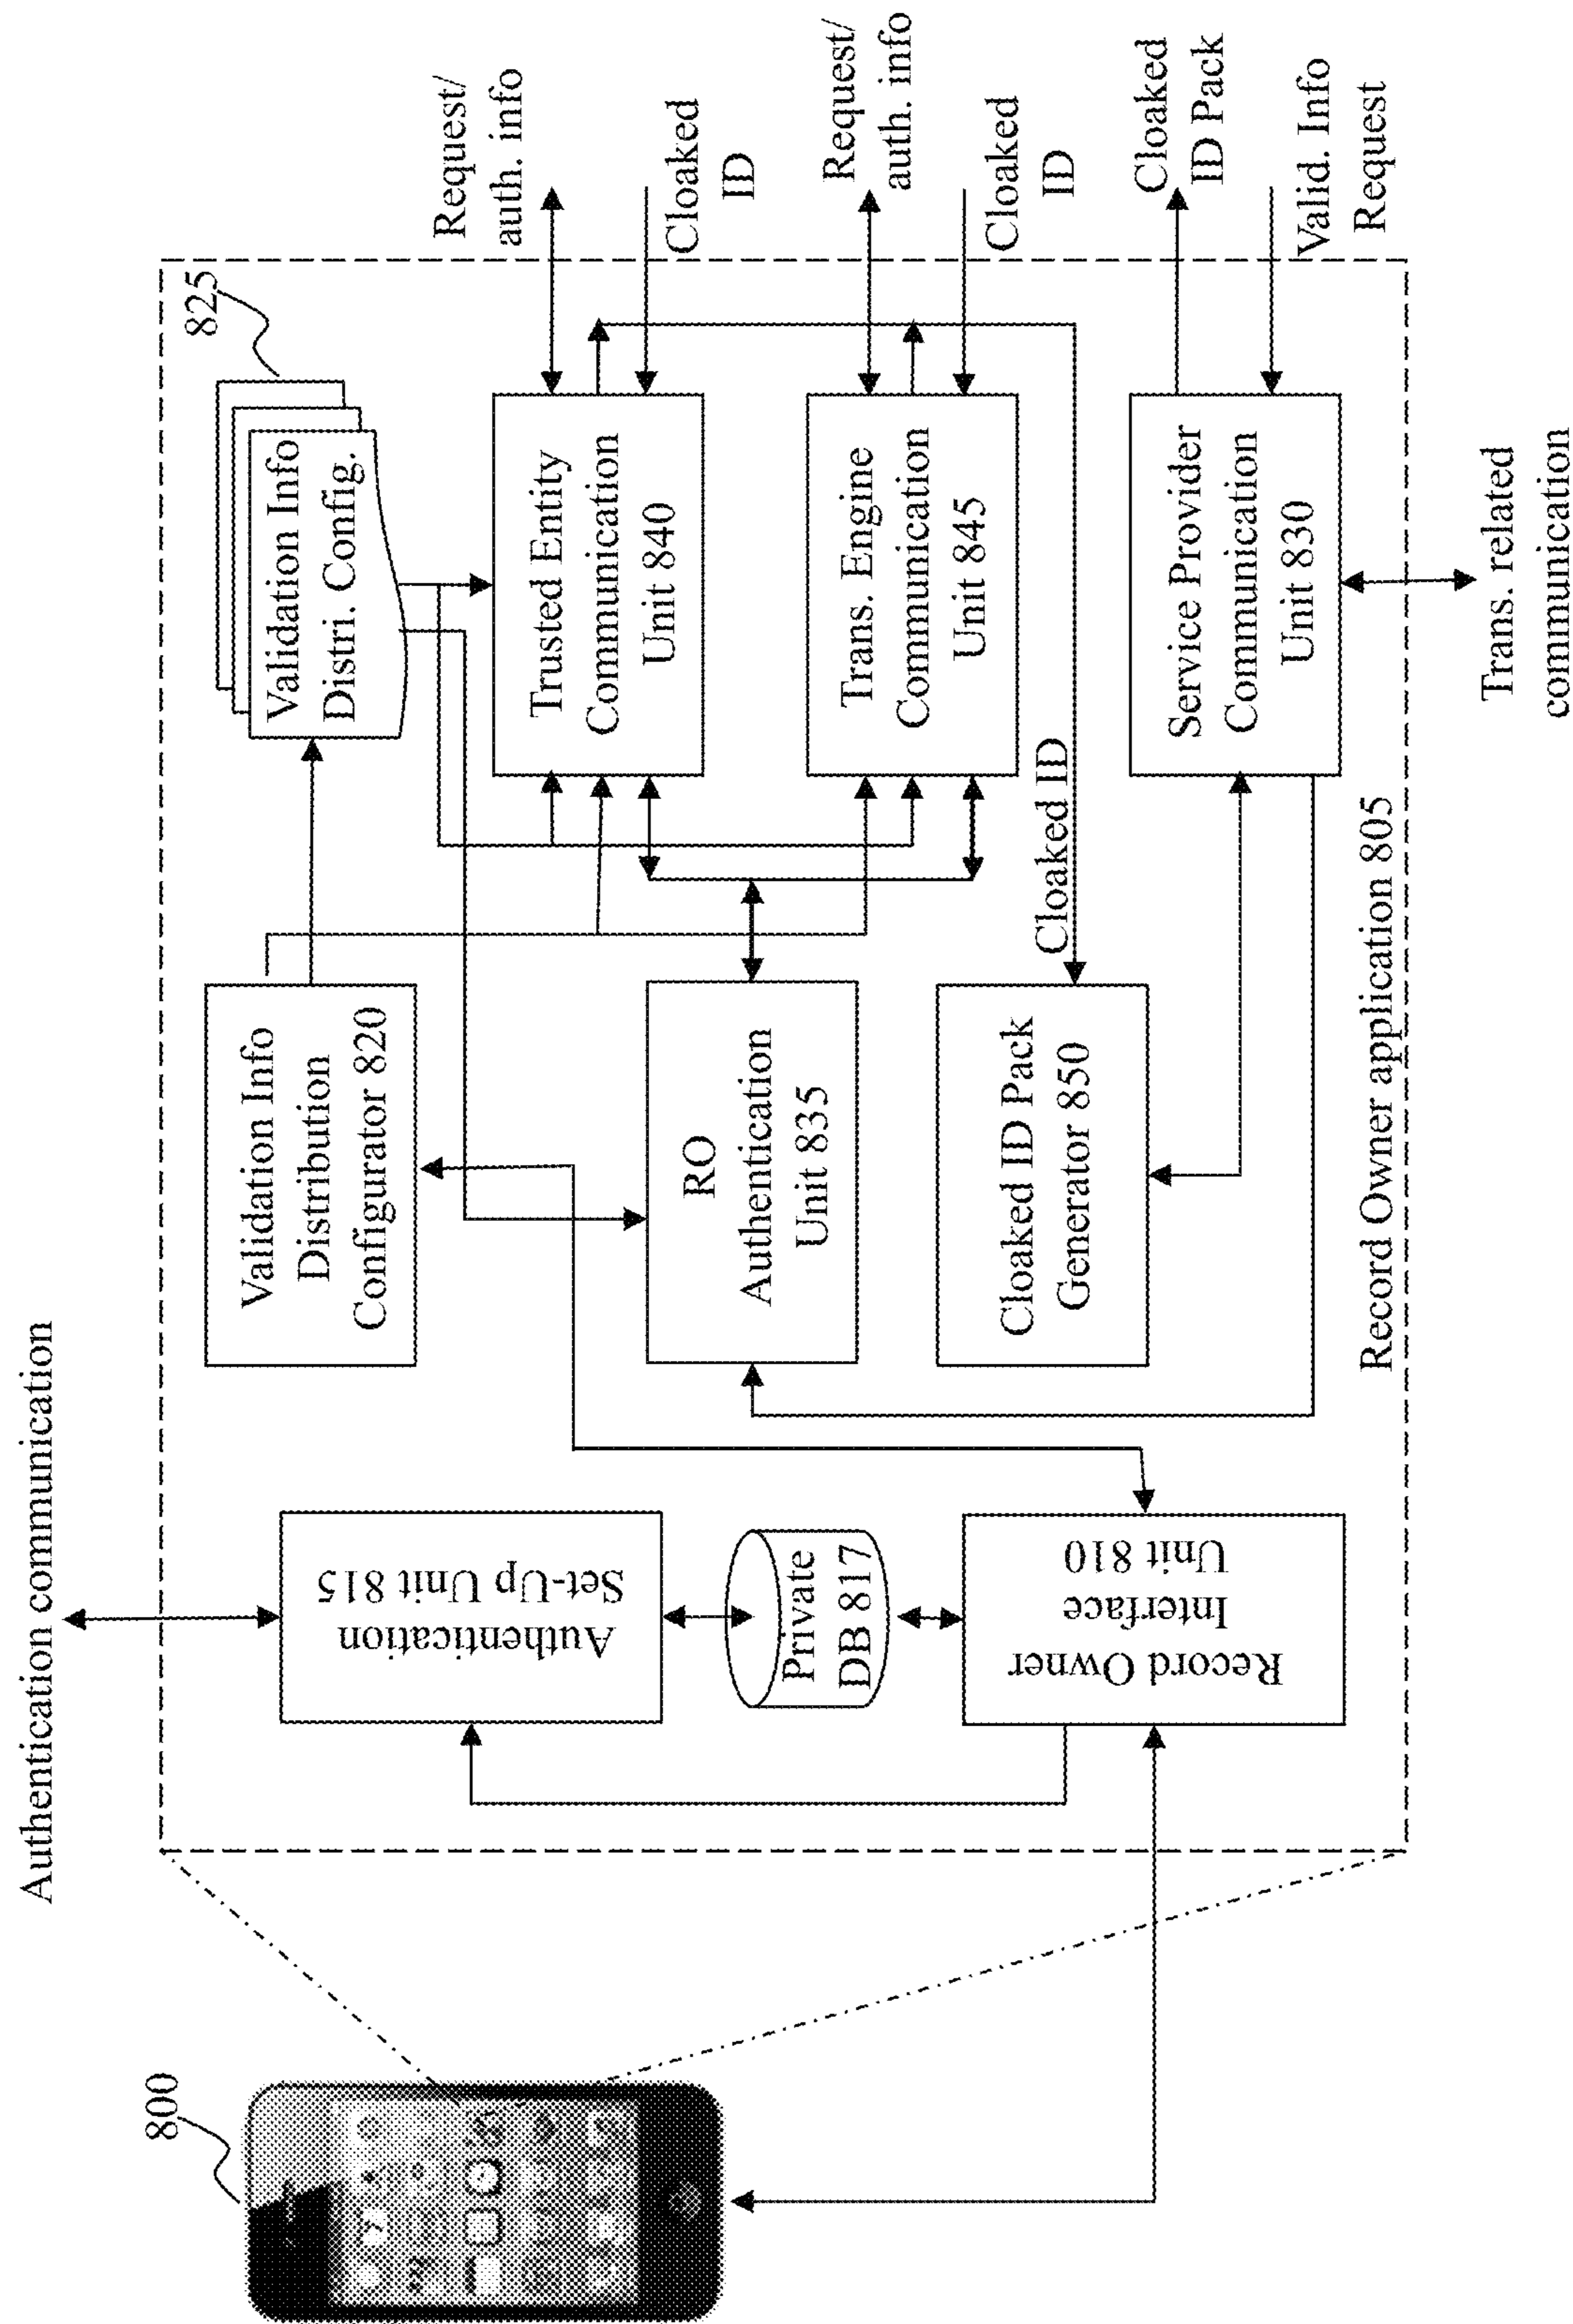 Authentication communication
800
Authentication
Set-Up Unit 815
Private
DB 817
Record Owner
Interface
Unit 810
Validation Info
Distribution
Configurator 820
RO
Authentication
Unit 835
Cloaked ID Pack
Generator 850
Cloaked ID
Record Owner application 805
825
Validation Info
Distri. Config.
Trusted Entity
Communication
Unit 840
Trans. Engine
Communication
Unit 845
Service Provider
Communication
Unit 830
Request/
auth. info
Cloaked
ID
Request/
auth. info
Cloaked
ID
Cloaked
ID Pack
Valid. Info
Request
Trans. related
communication